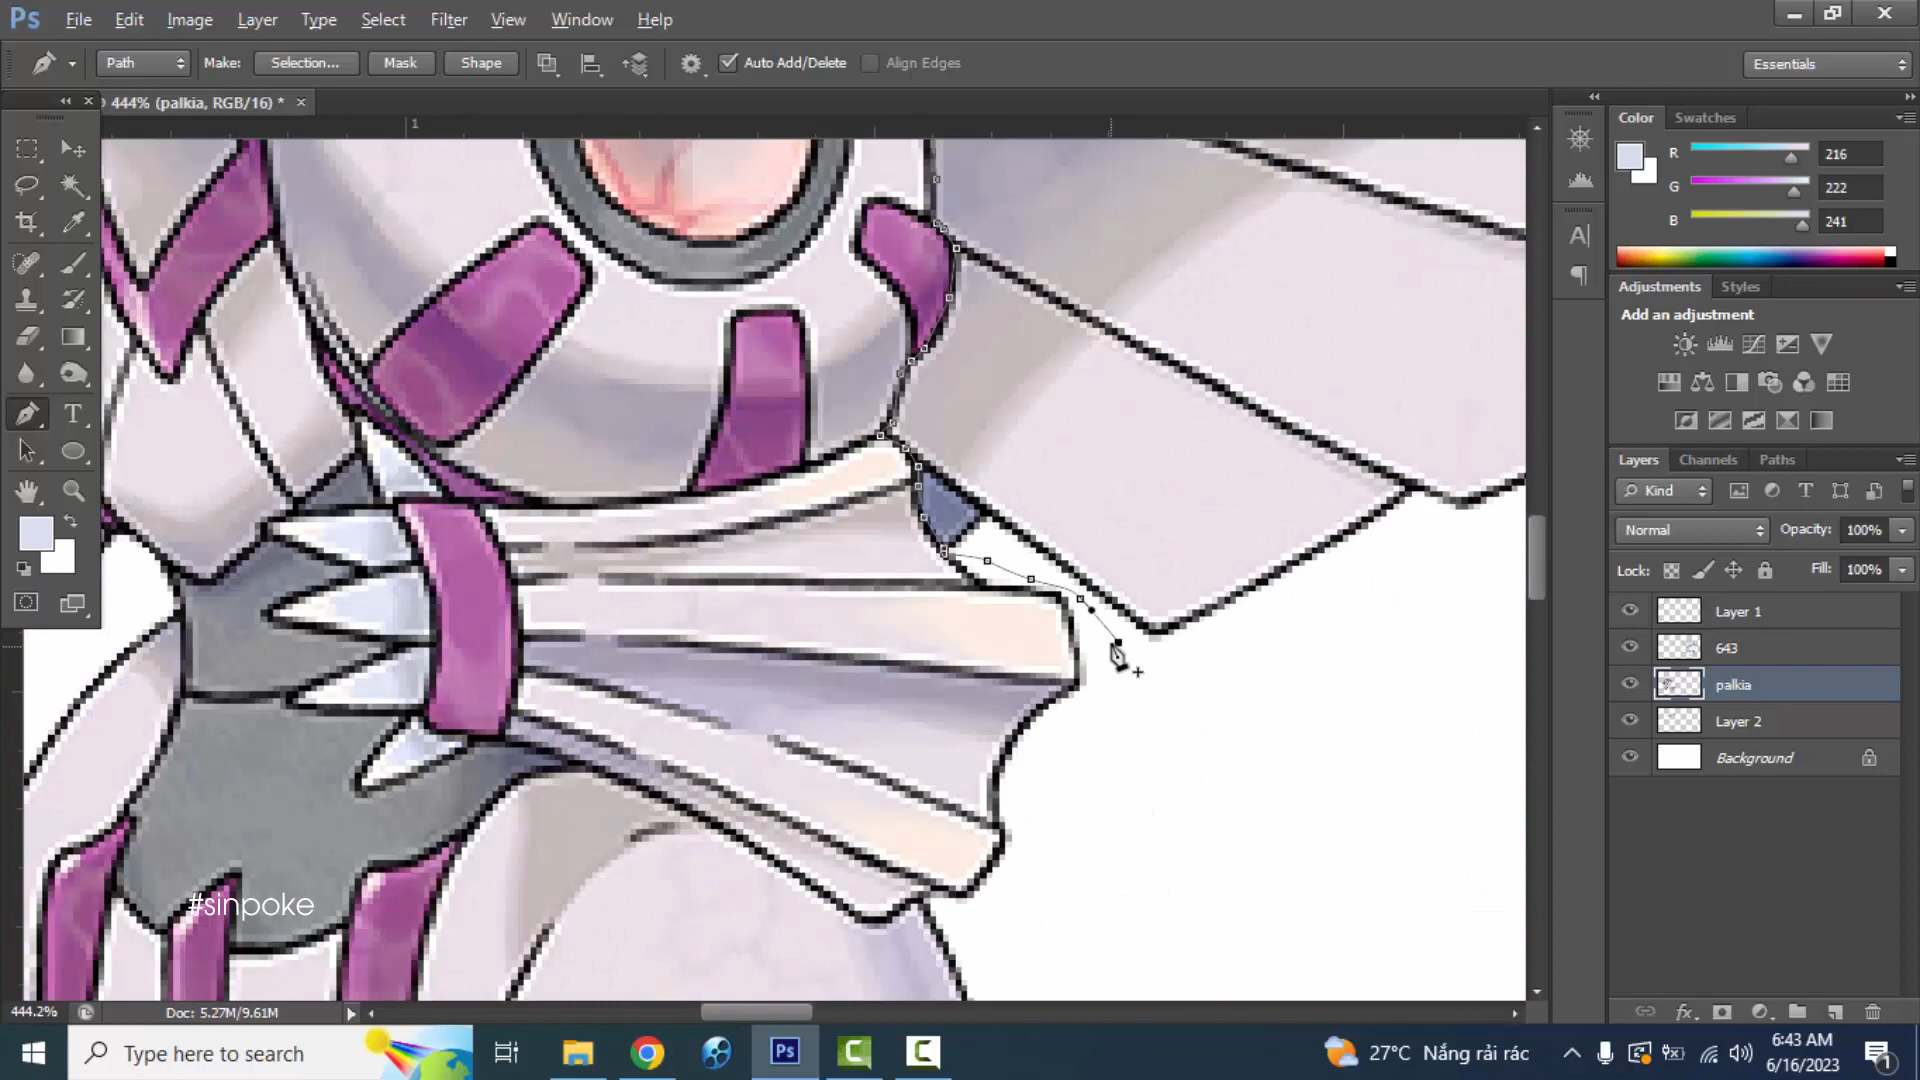 Ps File Edit Image Layer Type Select Filter View Window Help
Path Make: Selection... Mask Shape Auto Add/Delete Align Edges Essentials
444% (palkia, RGB/16) * ×
1
Color Swatches
R 216
G 222
B 241
Adjustments Styles
Add an adjustment
Layers Channels Paths
Kind
Normal Opacity: 100%
Lock: Fill: 100%
Layer 1
643
palkia
Layer 2
Background
#sinpoke
444.2% Doc: 5.27M/9.61M
Type here to search
Ps
27°C Nắng rải rác
6:43 AM
6/16/2023
1